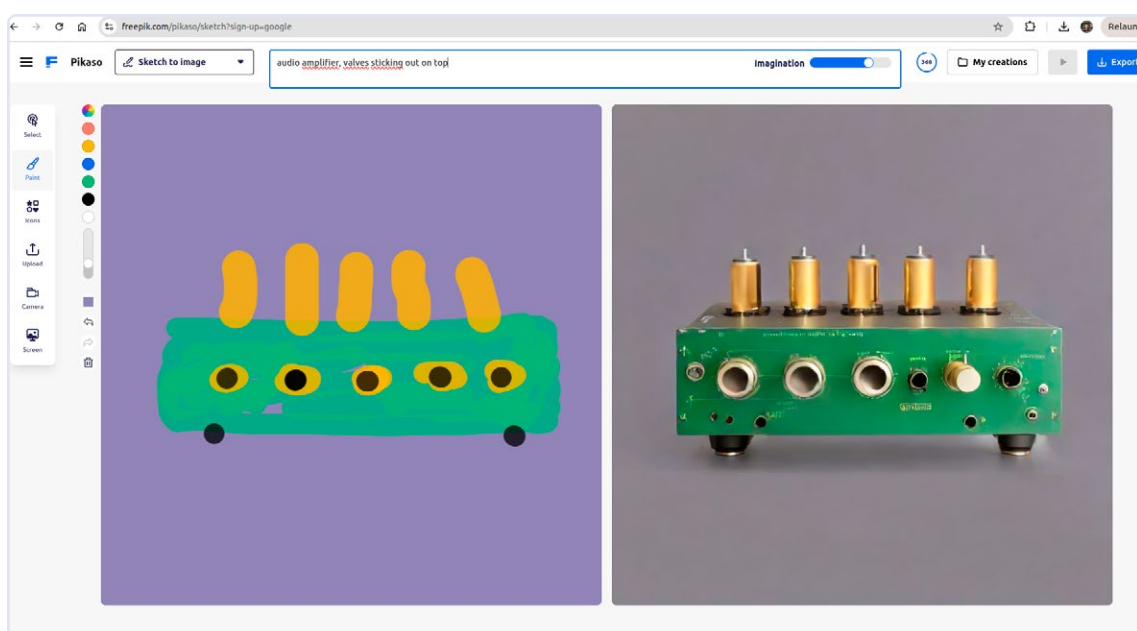 freepik.com/pikaso/sketch?sign-up=google
Relaun
Pikaso
Sketch to image
audio amplifier, valves sticking out on top
Imagination
368
My creations
Export
Select
Paint
Icons
Upload
Camera
Screen